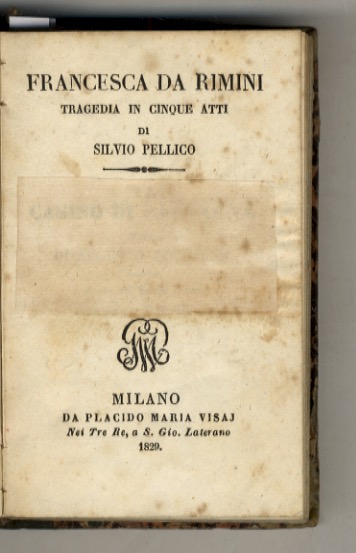 FRANCESCA DA RIMINI
TRAGEDIA IN CINQUE ATTI
DI
SILVIO PELLICO
MILANO
DA PLACIDO MARIA VISAJ
Nei Tre Re, a S. Gio. Laterano
1829.